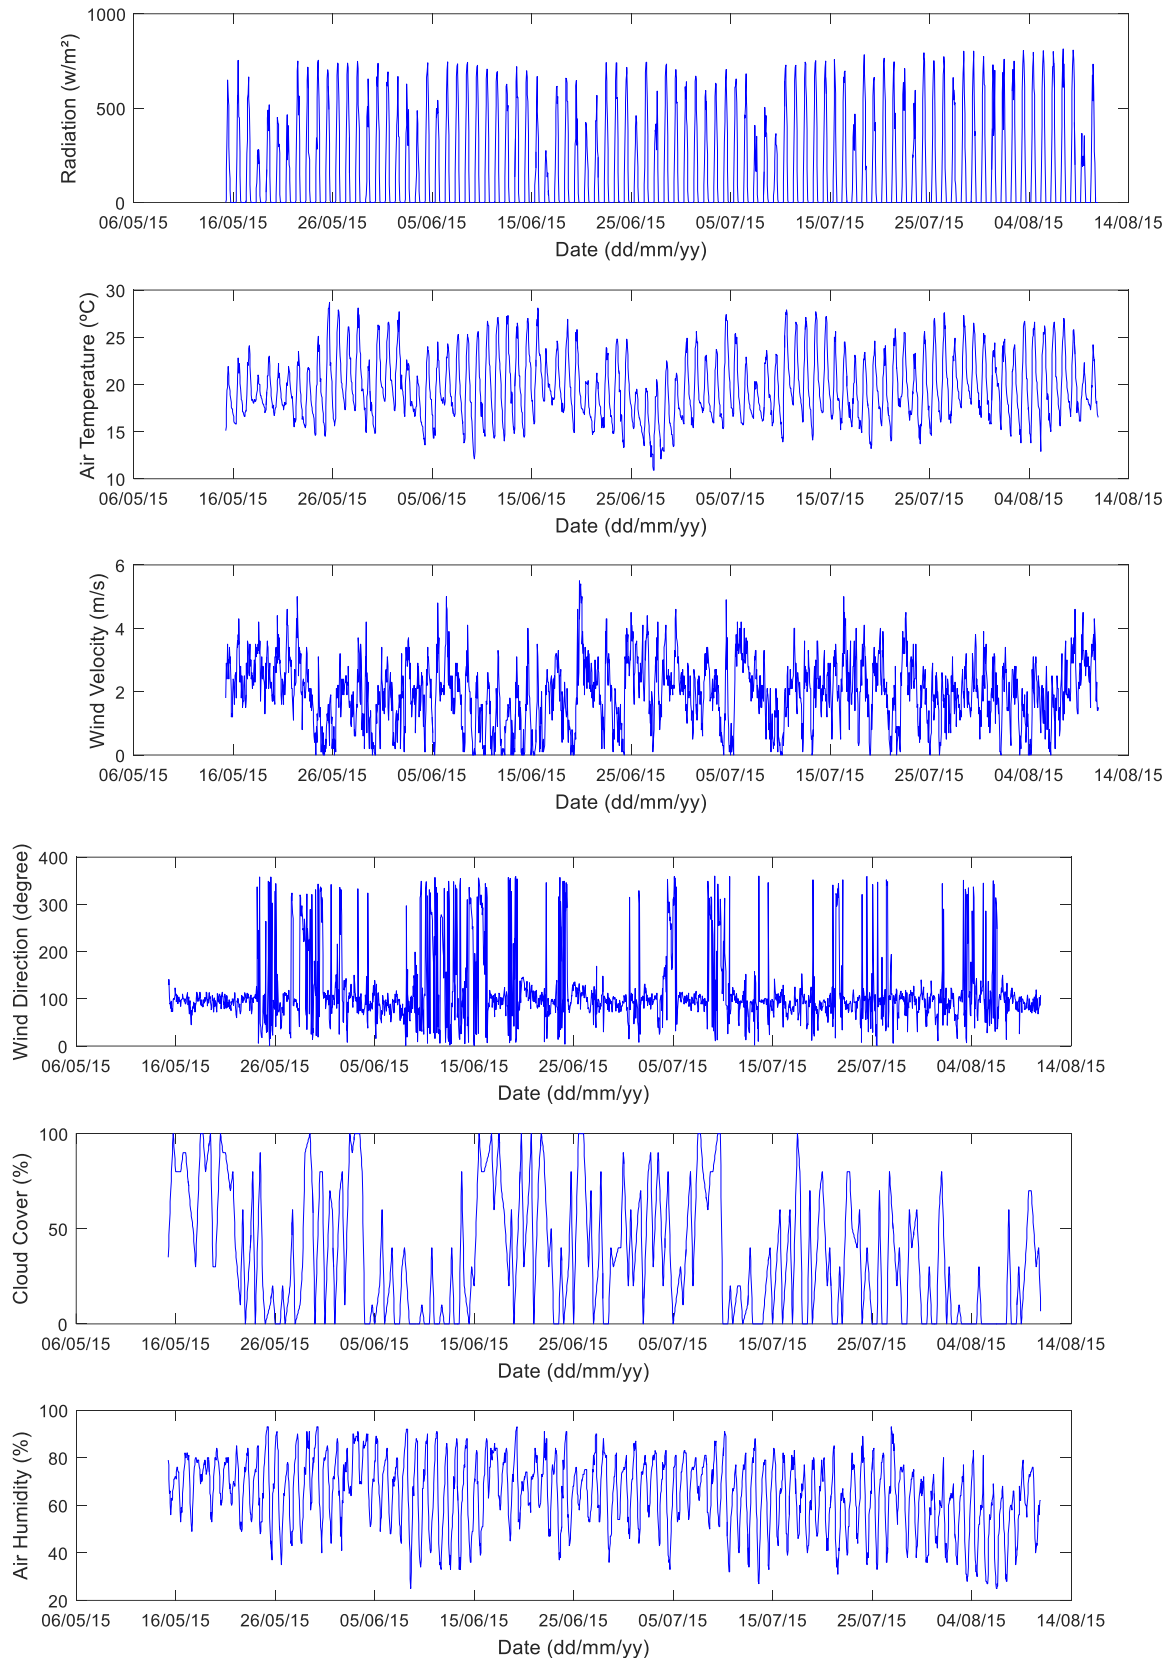 1000
500
0
Radiation (w/m²)
06/05/15 16/05/15 26/05/15 05/06/15 15/06/15 25/06/15 05/07/15 15/07/15 25/07/15 04/08/15 14/08/15
Date (dd/mm/yy)
30
25
20
15
10
Air Temperature (ºC)
06/05/15 16/05/15 26/05/15 05/06/15 15/06/15 25/06/15 05/07/15 15/07/15 25/07/15 04/08/15 14/08/15
Date (dd/mm/yy)
6
4
2
0
Wind Velocity (m/s)
06/05/15 16/05/15 26/05/15 05/06/15 15/06/15 25/06/15 05/07/15 15/07/15 25/07/15 04/08/15 14/08/15
Date (dd/mm/yy)
400
300
200
100
0
Wind Direction (degree)
06/05/15 16/05/15 26/05/15 05/06/15 15/06/15 25/06/15 05/07/15 15/07/15 25/07/15 04/08/15 14/08/15
Date (dd/mm/yy)
100
50
0
Cloud Cover (%)
06/05/15 16/05/15 26/05/15 05/06/15 15/06/15 25/06/15 05/07/15 15/07/15 25/07/15 04/08/15 14/08/15
Date (dd/mm/yy)
100
80
60
40
20
Air Humidity (%)
06/05/15 16/05/15 26/05/15 05/06/15 15/06/15 25/06/15 05/07/15 15/07/15 25/07/15 04/08/15 14/08/15
Date (dd/mm/yy)